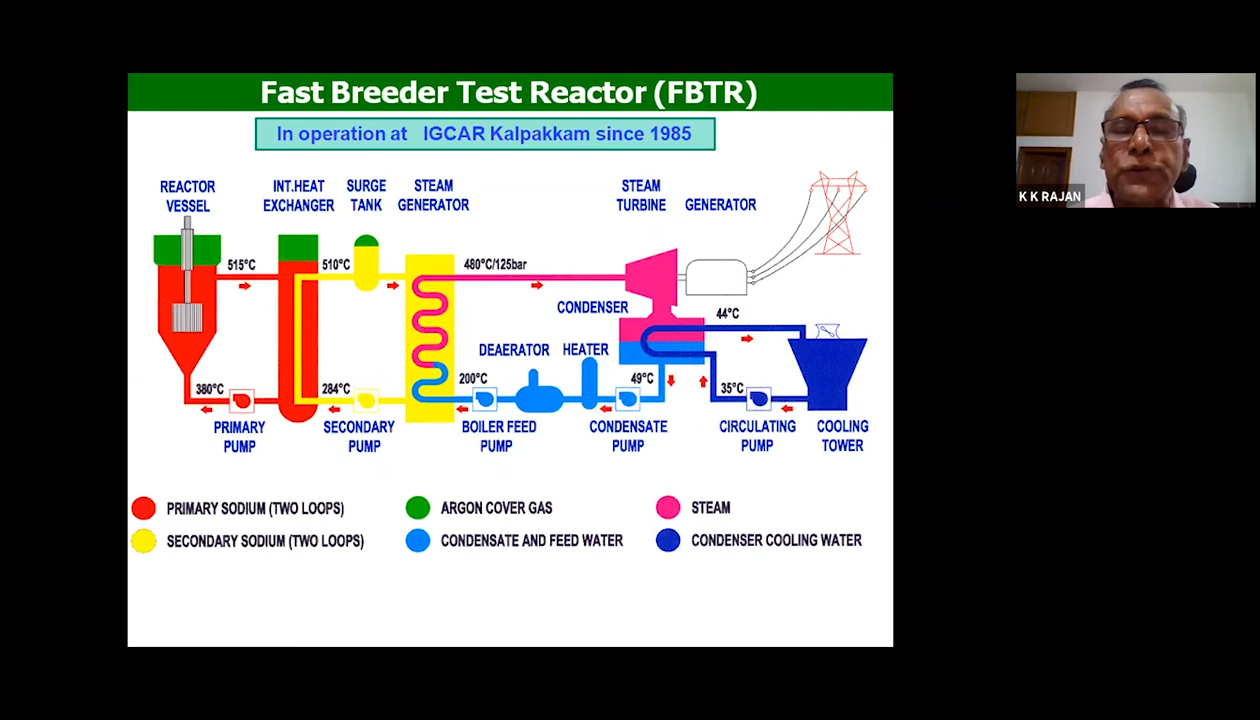 Fast Breeder Test Reactor (FBTR)
In operation at IGCAR Kalpakkam since 1985
REACTOR
VESSEL
INT.HEAT
EXCHANGER
SURGE
TANK
STEAM
GENERATOR
STEAM
TURBINE
GENERATOR
515°C
510°C
480°C/125bar
CONDENSER
44°C
DEAERATOR
HEATER
380°C
284°C
200°C
49°C
35°C
PRIMARY
PUMP
SECONDARY
PUMP
BOILER FEED
PUMP
CONDENSATE
PUMP
CIRCULATING
PUMP
COOLING
TOWER
PRIMARY SODIUM (TWO LOOPS)
ARGON COVER GAS
STEAM
SECONDARY SODIUM (TWO LOOPS)
CONDENSATE AND FEED WATER
CONDENSER COOLING WATER
K K RAJAN